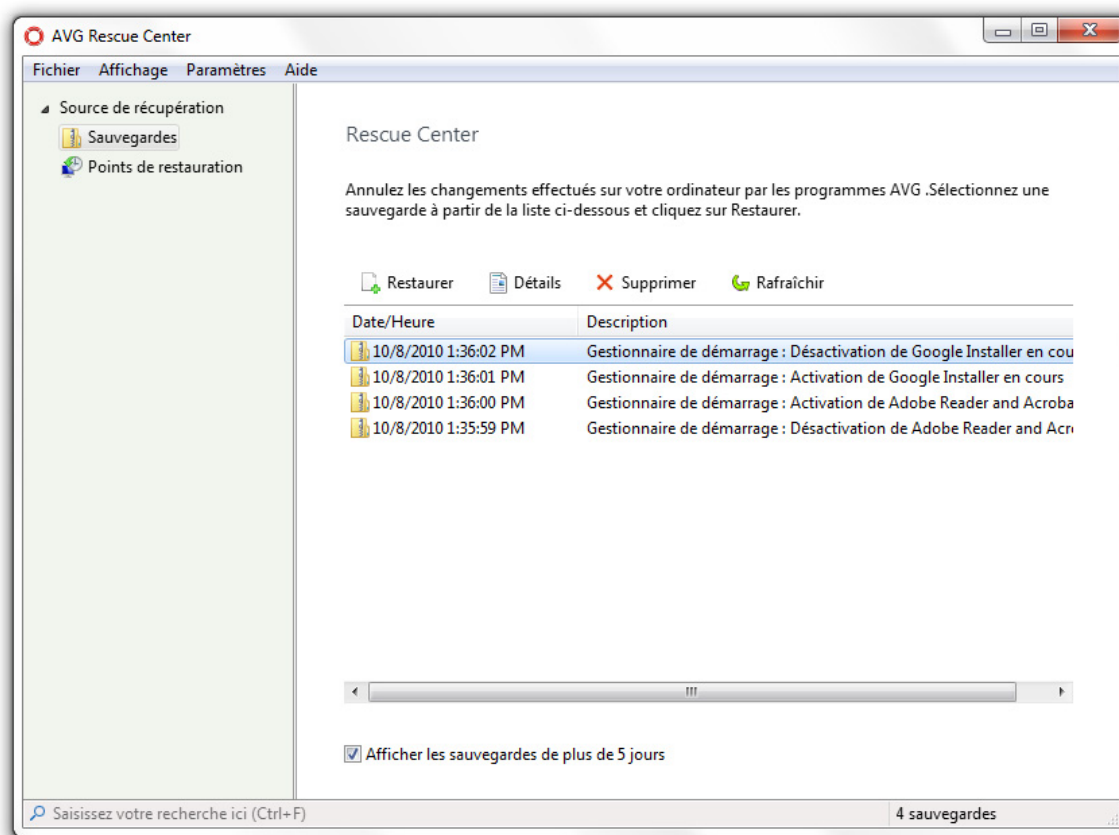 AVG Rescue Center
Fichier Affichage Paramètres Aide
Source de récupération
Sauvegardes
Points de restauration
Rescue Center
Annulez les changements effectués sur votre ordinateur par les programmes AVG .Sélectionnez une
sauvegarde à partir de la liste ci-dessous et cliquez sur Restaurer.
Restaurer Détails Supprimer Rafraîchir
Date/Heure Description
10/8/2010 1:36:02 PM Gestionnaire de démarrage : Désactivation de Google Installer en cou
10/8/2010 1:36:01 PM Gestionnaire de démarrage : Activation de Google Installer en cours
10/8/2010 1:36:00 PM Gestionnaire de démarrage : Activation de Adobe Reader and Acroba
10/8/2010 1:35:59 PM Gestionnaire de démarrage : Désactivation de Adobe Reader and Acr
Afficher les sauvegardes de plus de 5 jours
Saisissez votre recherche ici (Ctrl+F) 4 sauvegardes